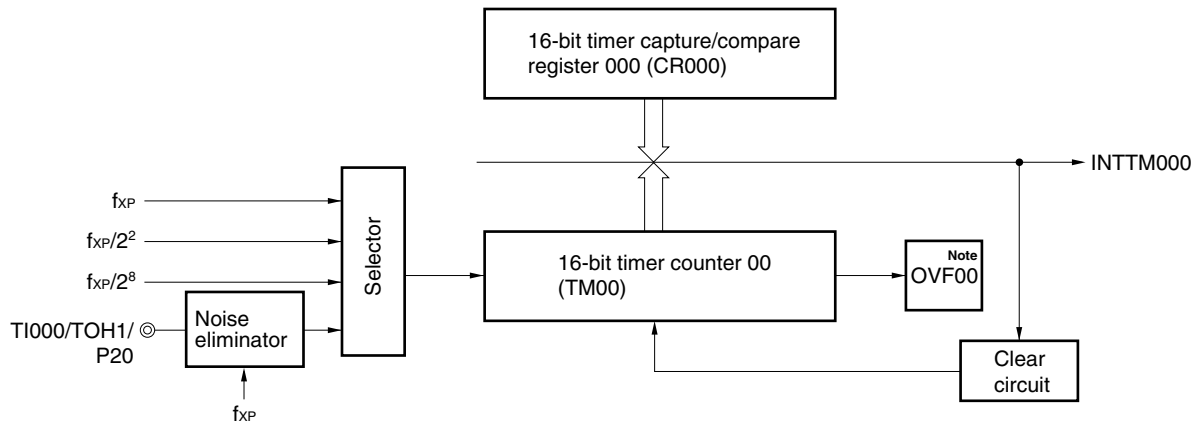 16-bit timer capture/compare
register 000 (CR000)
INTTM000
fXP
fXP/2²
fXP/2⁸
TI000/TOH1/
P20
Noise
eliminator
fXP
Selector
16-bit timer counter 00
(TM00)
Note
OVF00
Clear
circuit